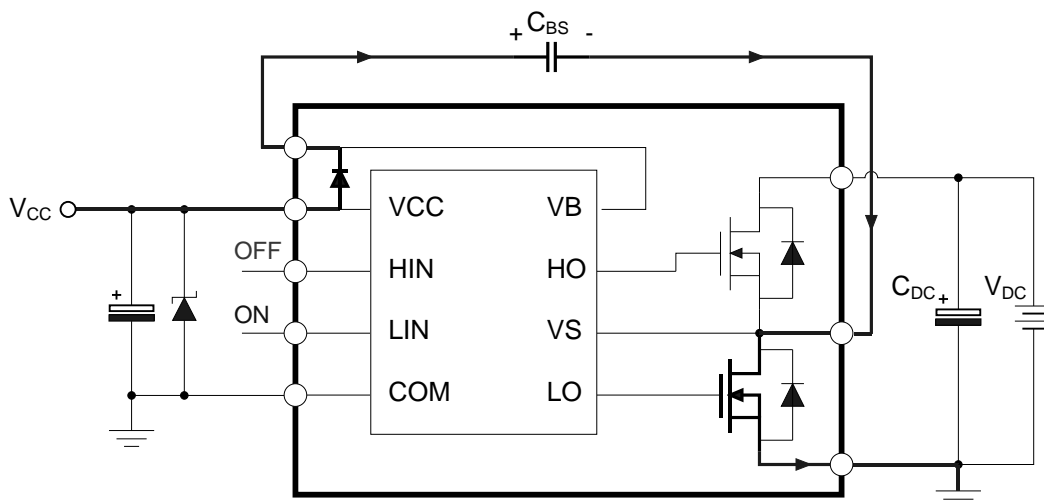 C_BS
+ -
V_CC
VCC VB
OFF
HIN HO
ON
LIN VS
COM LO
+
C_DC +
V_DC